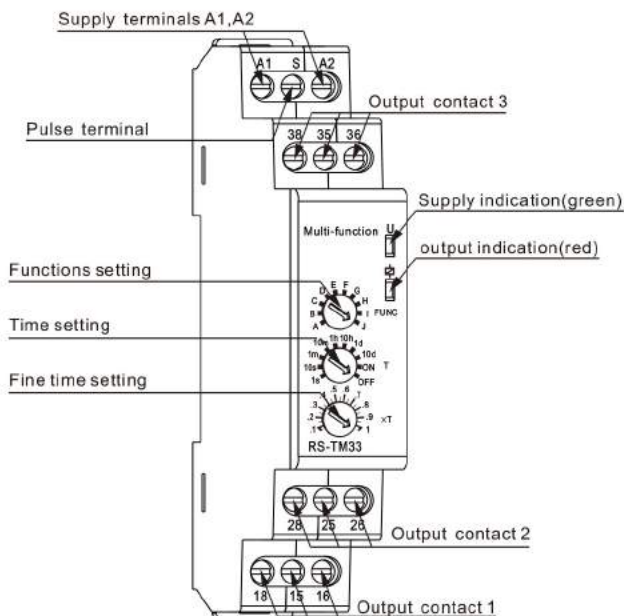 Supply terminals A1,A2
A1 S A2
Pulse terminal
Output contact 3
38 35 36
Supply indication(green)
Multi-function U
output indication(red)
Functions setting
A B C D E F G H I J
FUNC
Time setting
1s 10s 1m 10m 1h 10h 1d 10d ON OFF
T
Fine time setting
.1 .2 .3 .4 .5 .6 .7 .8 .9 1
×T
RS-TM33
28 25 26
Output contact 2
18 15 16
Output contact 1